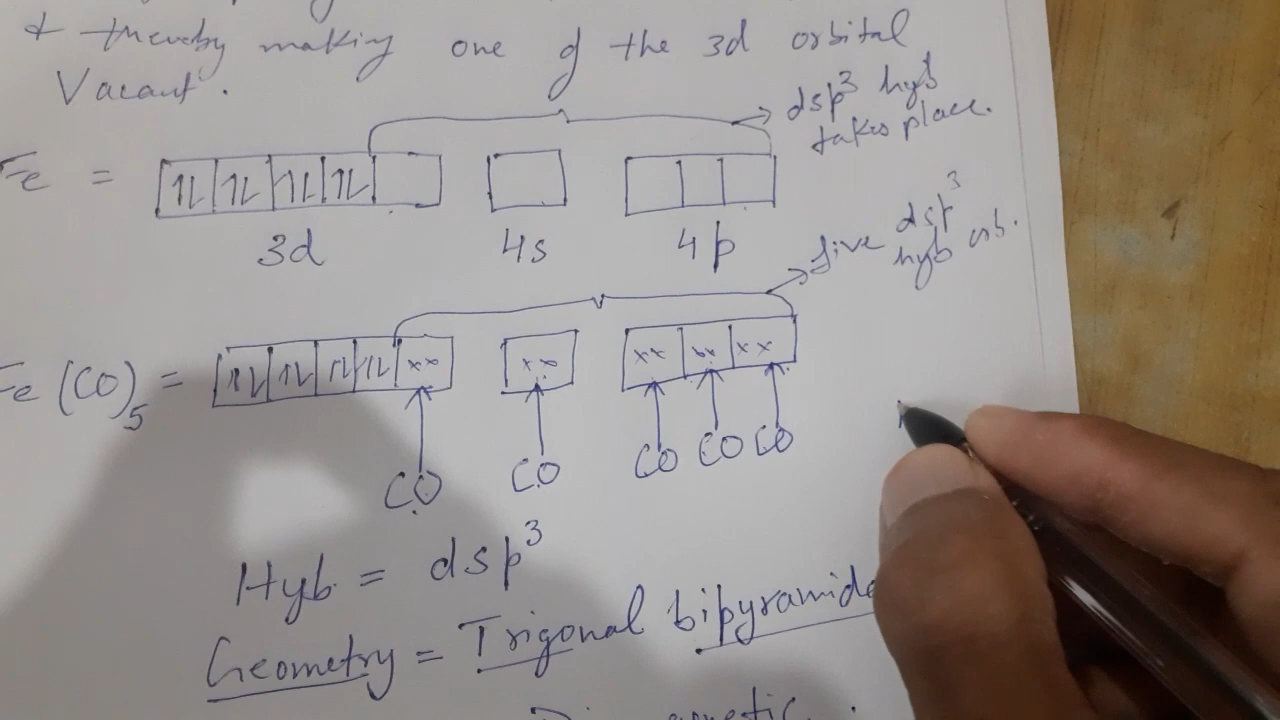 & thereby making one of the 3d orbital
Vacant.
dsp³ hyb
takes place.
Fe = 1L 1L 1L 1L
3d 4s 4p
five dsp³
hyb orb.
Fe (CO)₅ = 1L 1L 1L 1L xx xx xx xx xx
CO CO CO CO CO
Hyb = dsp³
Geometry = Trigonal bipyramida